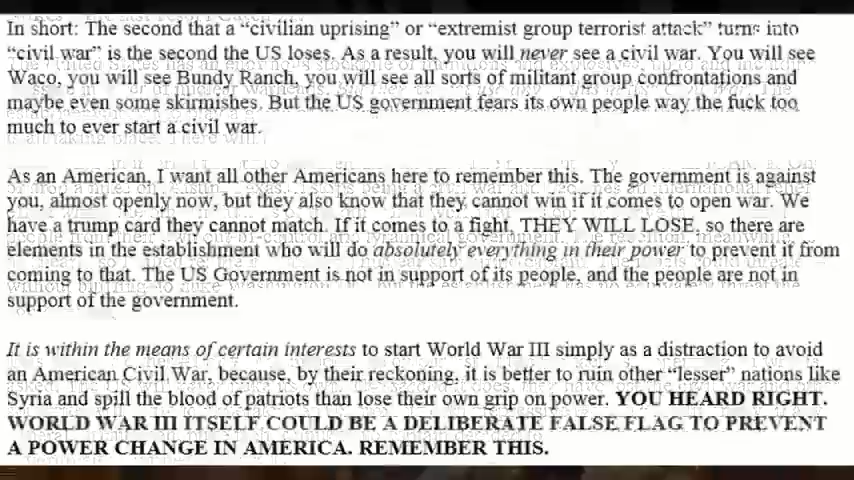 In short: The second that a “civilian uprising” or “extremist group terrorist attack” turns into
“civil war” is the second the US loses. As a result, you will never see a civil war. You will see
Waco, you will see Bundy Ranch, you will see all sorts of militant group confrontations and
maybe even some skirmishes. But the US government fears its own people way the fuck too
much to ever start a civil war.
As an American, I want all other Americans here to remember this. The government is against
you, almost openly now, but they also know that they cannot win if it comes to open war. We
have a trump card they cannot match. If it comes to a fight, THEY WILL LOSE, so there are
elements in the establishment who will do absolutely everything in their power to prevent it from
coming to that. The US Government is not in support of its people, and the people are not in
support of the government.
It is within the means of certain interests to start World War III simply as a distraction to avoid
an American Civil War, because, by their reckoning, it is better to ruin other “lesser” nations like
Syria and spill the blood of patriots than lose their own grip on power. YOU HEARD RIGHT.
WORLD WAR III ITSELF COULD BE A DELIBERATE FALSE FLAG TO PREVENT
A POWER CHANGE IN AMERICA. REMEMBER THIS.